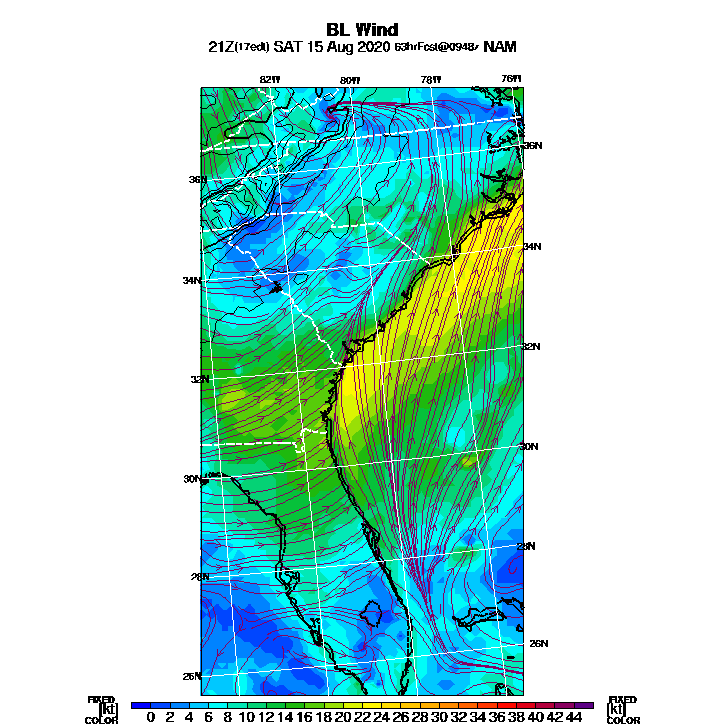 BL Wind
21Z(17edt) SAT 15 Aug 2020 63hrFcst@0948z NAM
82W 80W 78W 76W
36N
36N
34N
34N
32N
32N
30N
30N
28N
28N
26N
26N
FIXED FIXED
[kt] 0 2 4 6 8 10 12 14 16 18 20 22 24 26 28 30 32 34 36 38 40 42 44 [kt]
COLOR COLOR